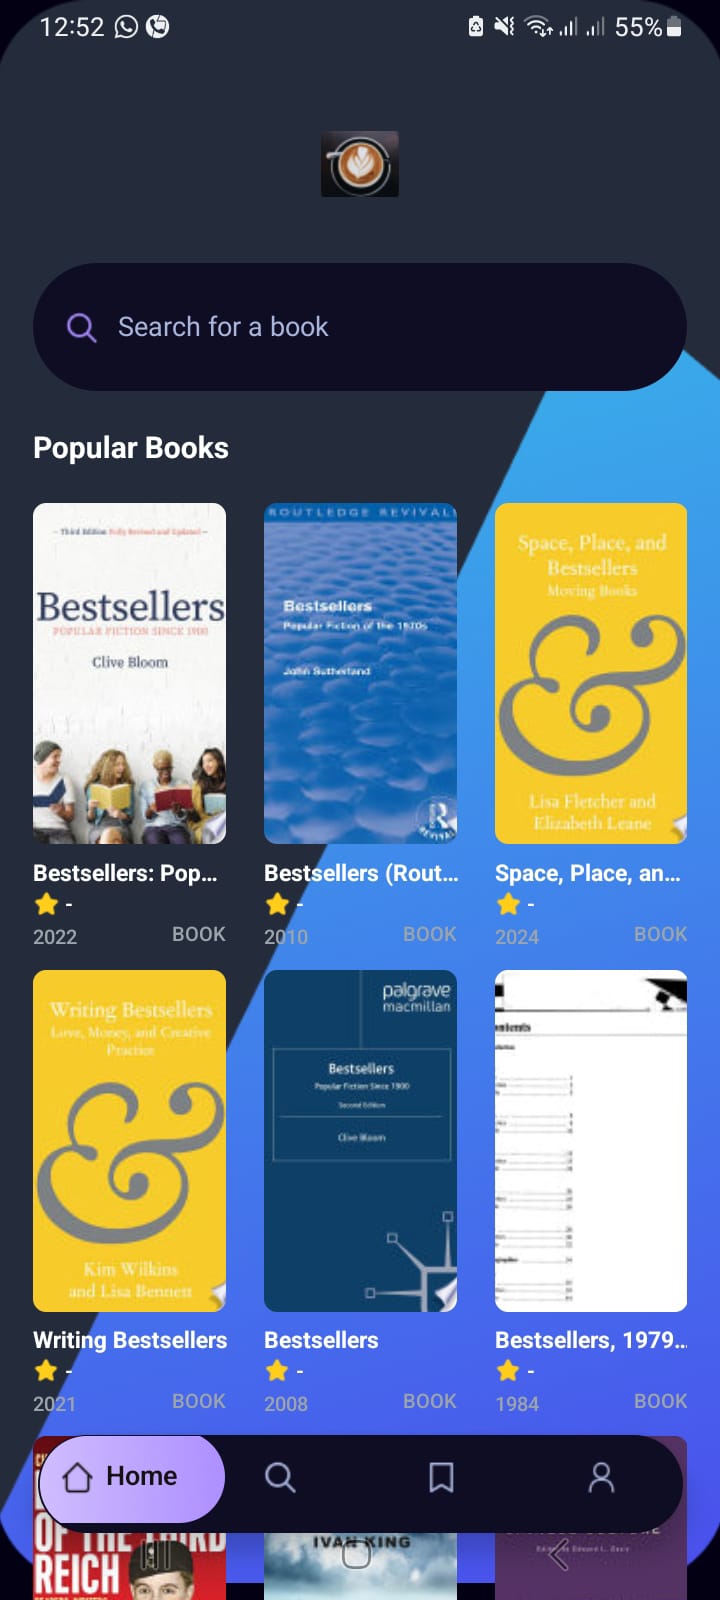 12:52
55%
Search for a book
Popular Books
- Third Edition Fully Revised and Updated -
Bestsellers
POPULAR FICTION SINCE 1900
Clive Bloom
ROUTLEDGE REVIVALS
Bestsellers
Popular Fiction of the 1970s
John Sutherland
R
Space, Place, and
Bestsellers
Moving Books
&
Lisa Fletcher and
Elizabeth Leane
Bestsellers: Pop...
Bestsellers (Rout...
Space, Place, an...
-
-
-
2022
BOOK
2010
BOOK
2024
BOOK
Writing Bestsellers
Love, Money, and Creative
Practice
&
Kim Wilkins
and Lisa Bennett
palgrave
macmillan
Bestsellers
Popular Fiction Since 1900
Second Edition
Clive Bloom
ntents
Writing Bestsellers
Bestsellers
Bestsellers, 1979...
-
-
-
2021
BOOK
2008
BOOK
1984
BOOK
Home
OF THE THIRD
REICH
IVAN KING